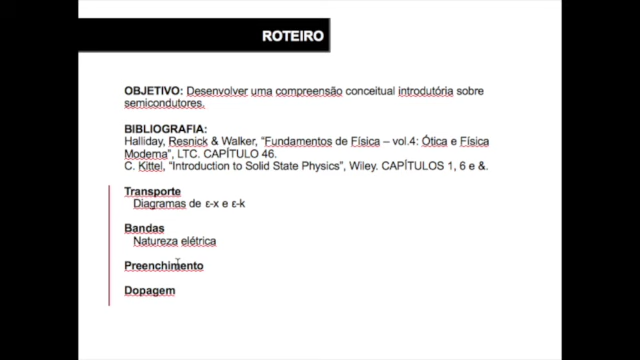 ROTEIRO
OBJETIVO: Desenvolver uma compreensão conceitual introdutória sobre
semicondutores.
BIBLIOGRAFIA:
Halliday, Resnick & Walker, "Fundamentos de Física – vol.4: Ótica e Física
Moderna", LTC. CAPÍTULO 46.
C. Kittel, "Introduction to Solid State Physics", Wiley. CAPÍTULOS 1, 6 e &.
Transporte
Diagramas de ε-x e ε-k
Bandas
Natureza elétrica
Preenchimento
Dopagem